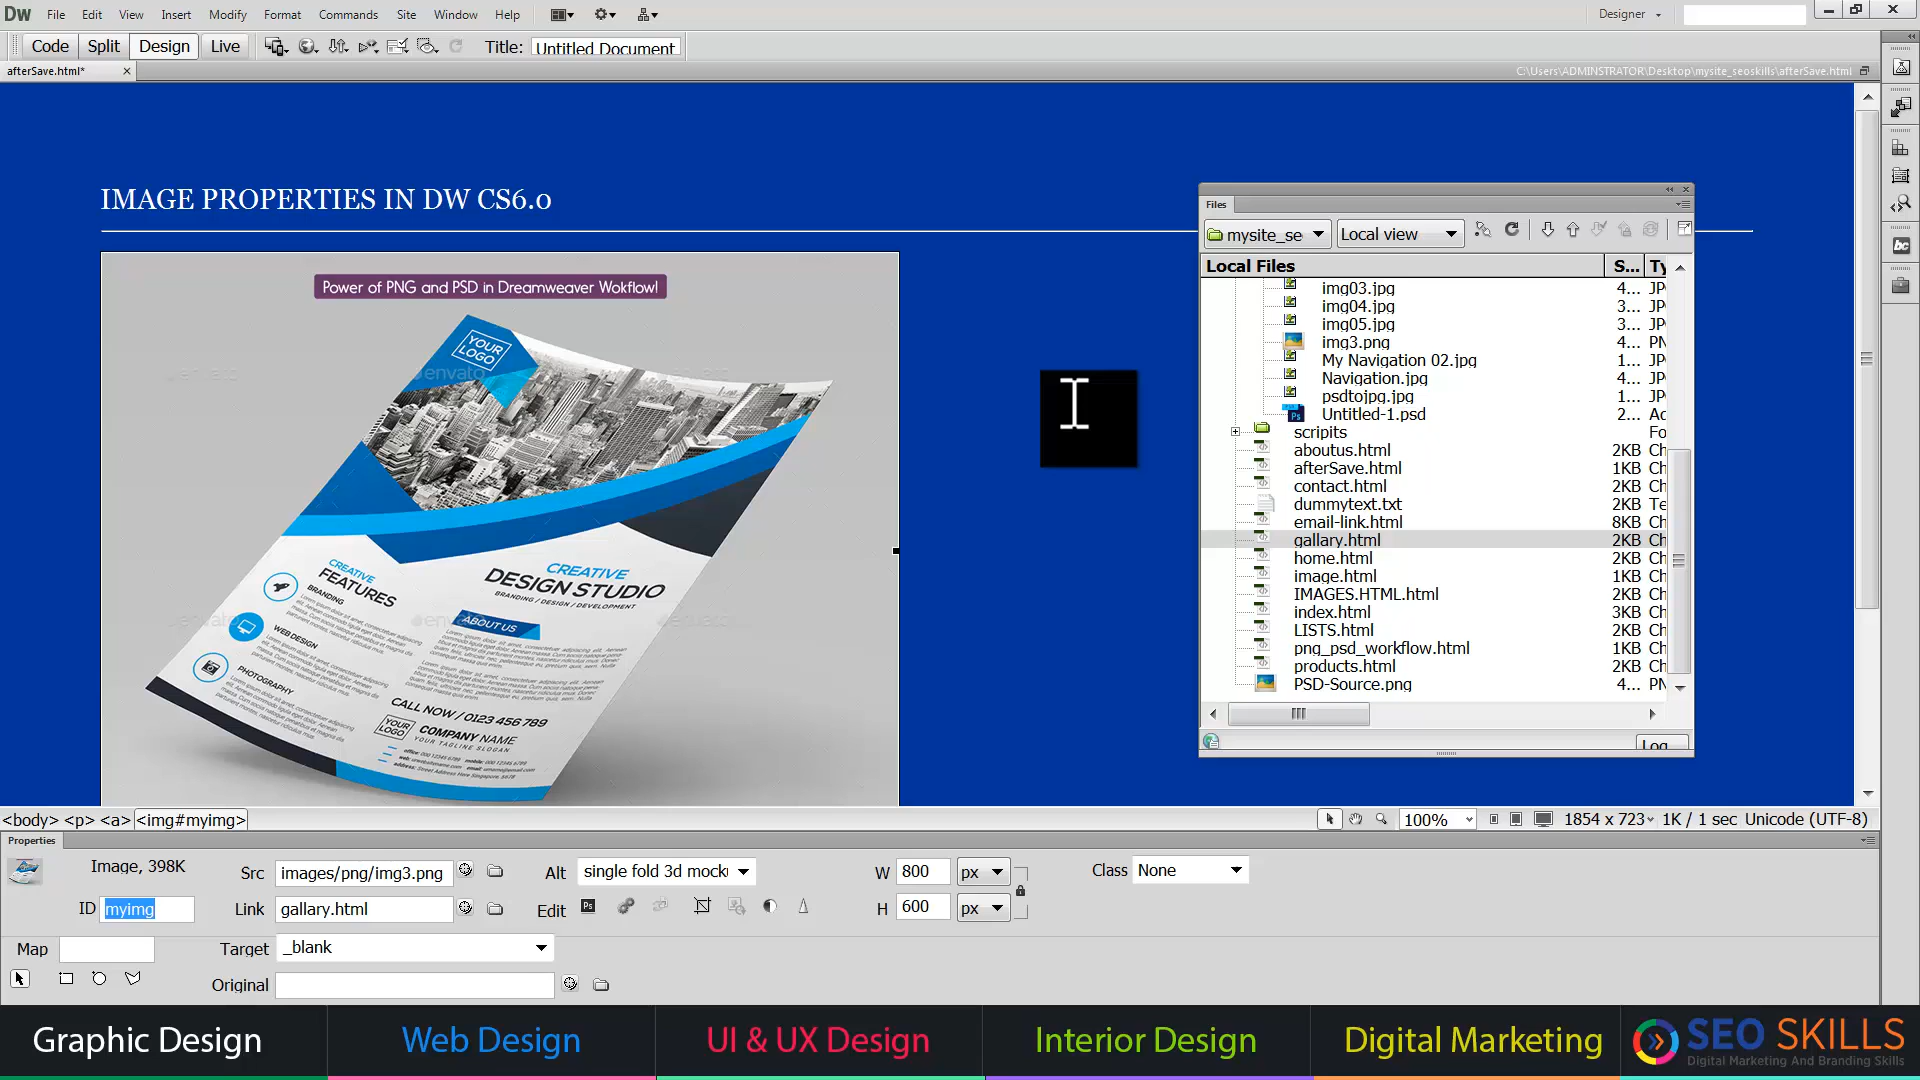 Dw File Edit View Insert Modify Format Commands Site Window Help Designer
Code Split Design Live Title: Untitled Document
afterSave.html* C:\Users\ADMINSTRATOR\Desktop\mysite_seoskills\afterSave.html
IMAGE PROPERTIES IN DW CS6.0
Power of PNG and PSD in Dreamweaver Wokflow!
YOUR
LOGO
envato
CREATIVE
FEATURES
BRANDING
WEB DESIGN
PHOTOGRAPHY
CREATIVE
DESIGN STUDIO
BRANDING / DESIGN / DEVELOPMENT
ABOUT US
CALL NOW / 0123 456 789
YOUR
LOGO
COMPANY NAME
YOUR TAGLINE SLOGAN
Files
mysite_se Local view
Local Files S... Ty
img03.jpg 4... JP
img04.jpg 3... JP
img05.jpg 3... JP
img3.png 4... PN
My Navigation 02.jpg 1... JP
Navigation.jpg 4... JP
psdtojpg.jpg 1... JP
Untitled-1.psd 2... Ac
scripits Fo
aboutus.html 2KB Ch
afterSave.html 1KB Ch
contact.html 2KB Ch
dummytext.txt 2KB Te
email-link.html 8KB Ch
gallary.html 2KB Ch
home.html 2KB Ch
image.html 1KB Ch
IMAGES.HTML.html 2KB Ch
index.html 3KB Ch
LISTS.html 2KB Ch
png_psd_workflow.html 1KB Ch
products.html 2KB Ch
PSD-Source.png 4... PN
Log
<body> <p> <a> <img#myimg> 100% 1854 x 723 1K / 1 sec Unicode (UTF-8)
Properties
Image, 398K Src images/png/img3.png Alt single fold 3d mocku W 800 px Class None
ID myimg Link gallary.html Edit H 600 px
Map Target _blank
Original
Graphic Design Web Design UI & UX Design Interior Design Digital Marketing SEO SKILLS
Digital Marketing And Branding Skills